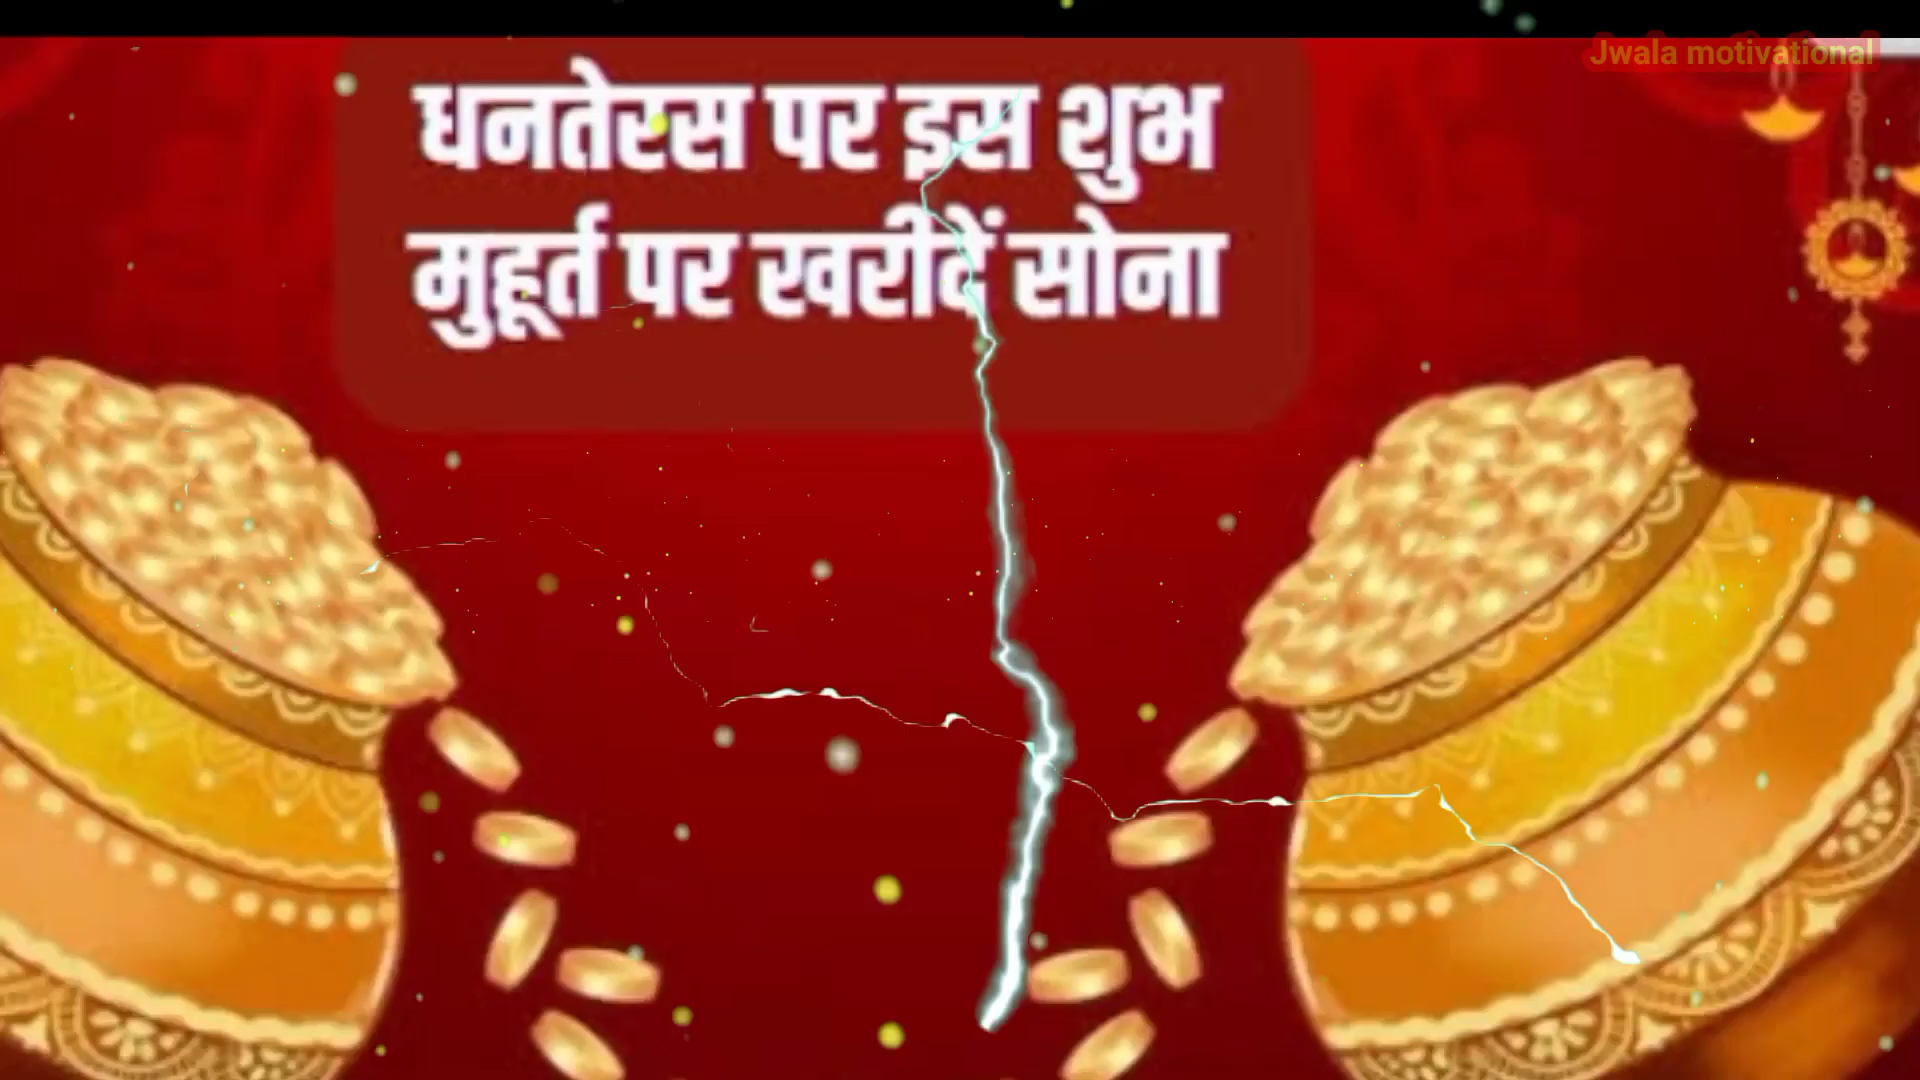 Jwala motivational
धनतेरस पर इस शुभ
मुहूर्त पर खरीदें सोना